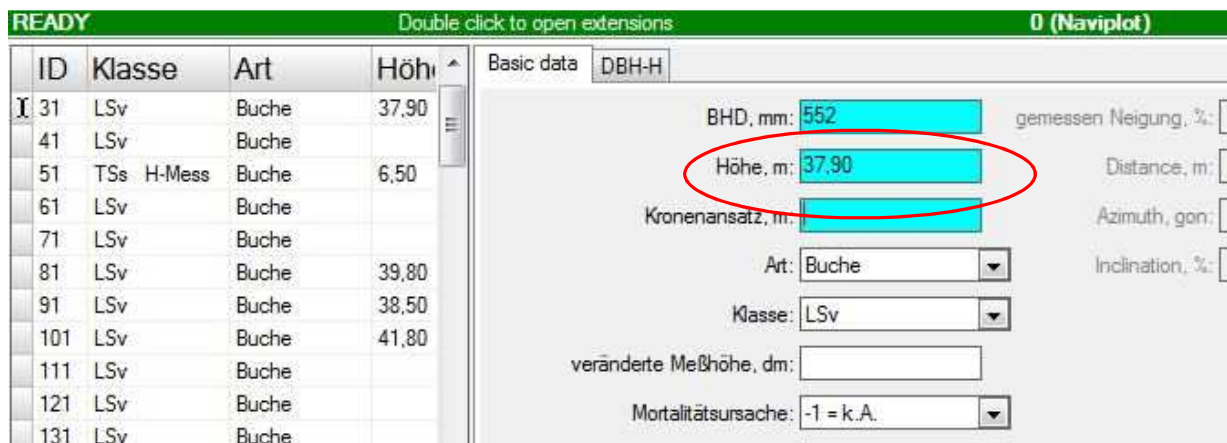 READY Double click to open extensions 0 (Naviplot)
ID Klasse Art Höh
31 LSv Buche 37,90
41 LSv Buche
51 TSs H-Mess Buche 6,50
61 LSv Buche
71 LSv Buche
81 LSv Buche 39,80
91 LSv Buche 38,50
101 LSv Buche 41,80
111 LSv Buche
121 LSv Buche
131 LSv Buche
Basic data DBH-H
BHD, mm: 552 gemessen Neigung, %:
Höhe, m: 37,90 Distance, m:
Kronenansatz, m: Azimuth, gon:
Art: Buche Inclination, %:
Klasse: LSv
veränderte Meßhöhe, dm:
Mortalitätsursache: -1 = k.A.